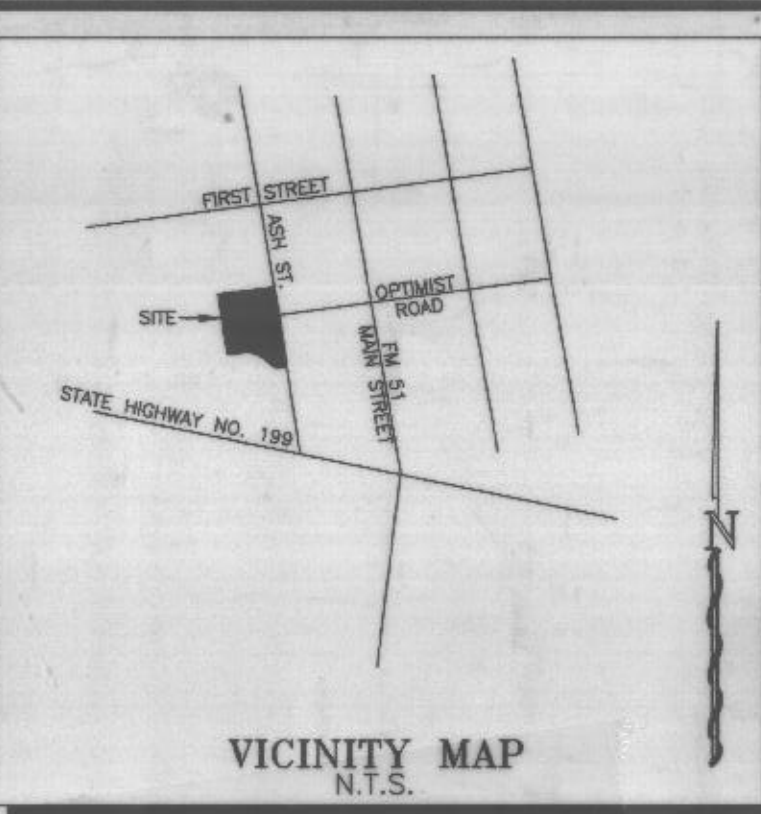 FIRST STREET
ASH ST.
OPTIMIST
ROAD
SITE
FM 51
MAIN STREET
STATE HIGHWAY NO. 199
N
VICINITY MAP
N.T.S.